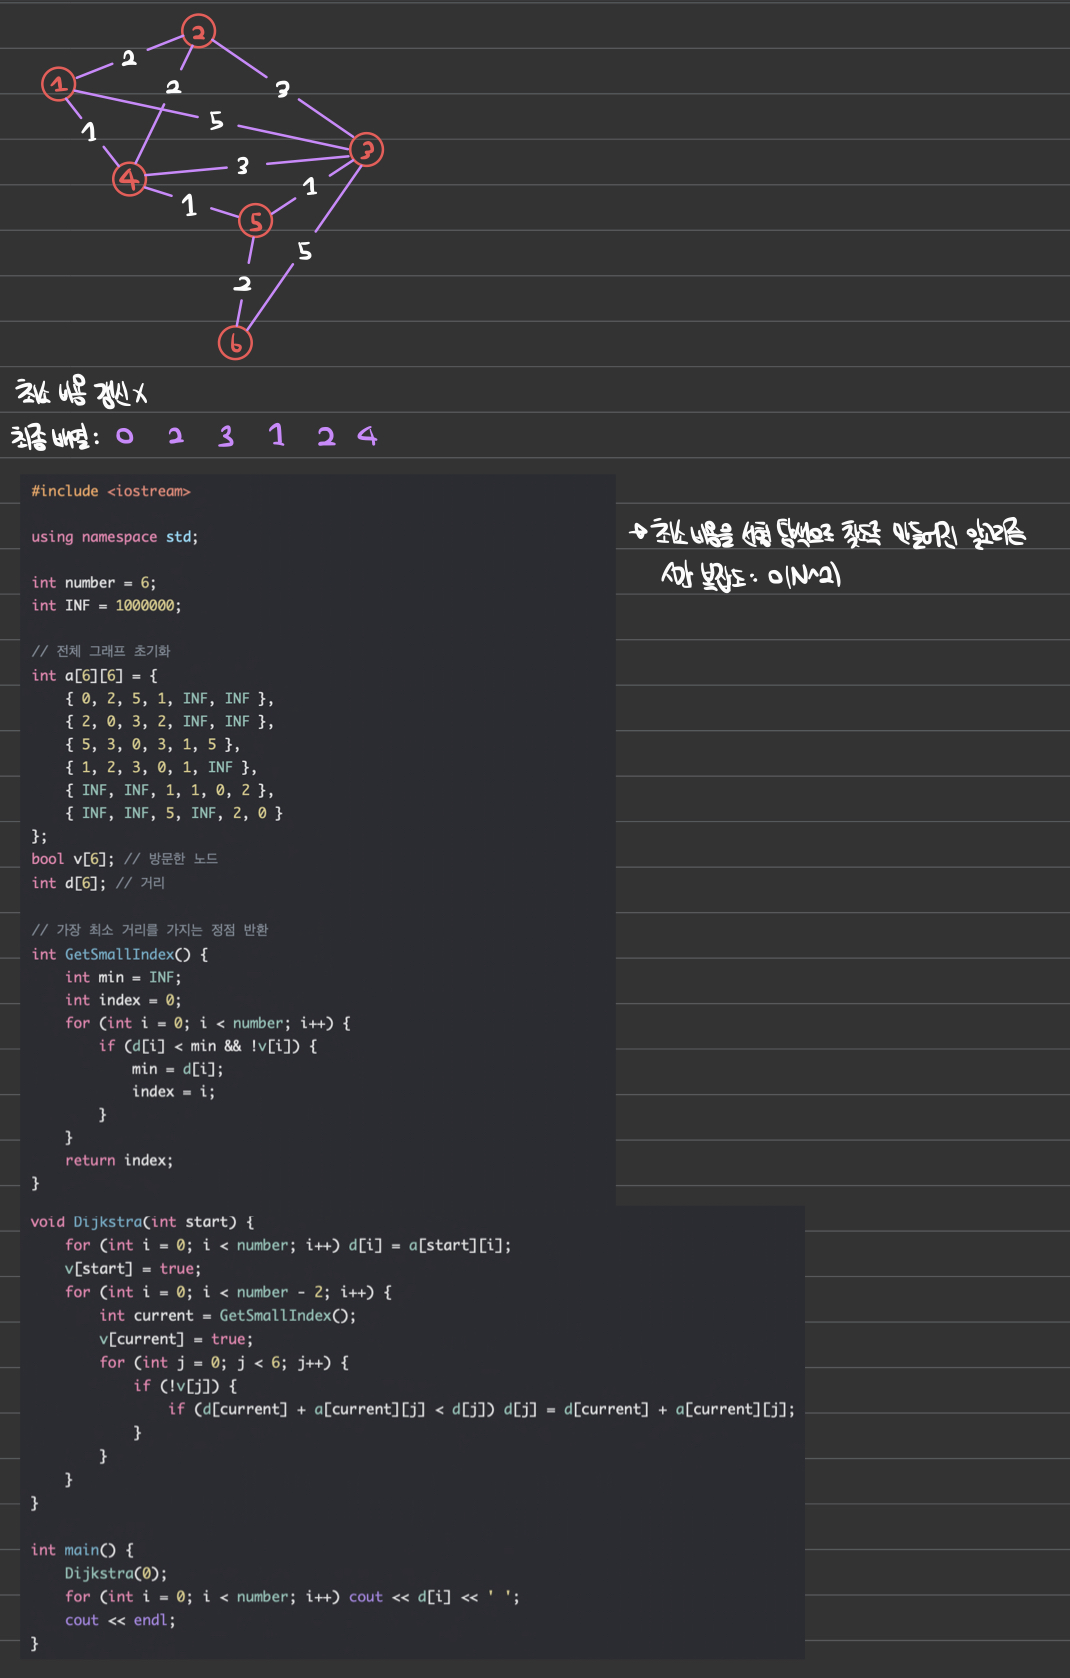 2
2
1
2
3
5
1
3
3
4
1
1
5
5
2
6
최소 비용 갱신 X
최종 배열: 0 2 3 1 2 4
#include <iostream>
using namespace std;
→ 최소 비용을 선형 탐색으로 찾도록 만들어진 알고리즘
시간 복잡도: O(N^2)
int number = 6;
int INF = 1000000;
// 전체 그래프 초기화
int a[6][6] = {
    { 0, 2, 5, 1, INF, INF },
    { 2, 0, 3, 2, INF, INF },
    { 5, 3, 0, 3, 1, 5 },
    { 1, 2, 3, 0, 1, INF },
    { INF, INF, 1, 1, 0, 2 },
    { INF, INF, 5, INF, 2, 0 }
};
bool v[6]; // 방문한 노드
int d[6]; // 거리
// 가장 최소 거리를 가지는 정점 반환
int GetSmallIndex() {
    int min = INF;
    int index = 0;
    for (int i = 0; i < number; i++) {
        if (d[i] < min && !v[i]) {
            min = d[i];
            index = i;
        }
    }
    return index;
}
void Dijkstra(int start) {
    for (int i = 0; i < number; i++) d[i] = a[start][i];
    v[start] = true;
    for (int i = 0; i < number - 2; i++) {
        int current = GetSmallIndex();
        v[current] = true;
        for (int j = 0; j < 6; j++) {
            if (!v[j]) {
                if (d[current] + a[current][j] < d[j]) d[j] = d[current] + a[current][j];
            }
        }
    }
}
int main() {
    Dijkstra(0);
    for (int i = 0; i < number; i++) cout << d[i] << ' ';
    cout << endl;
}